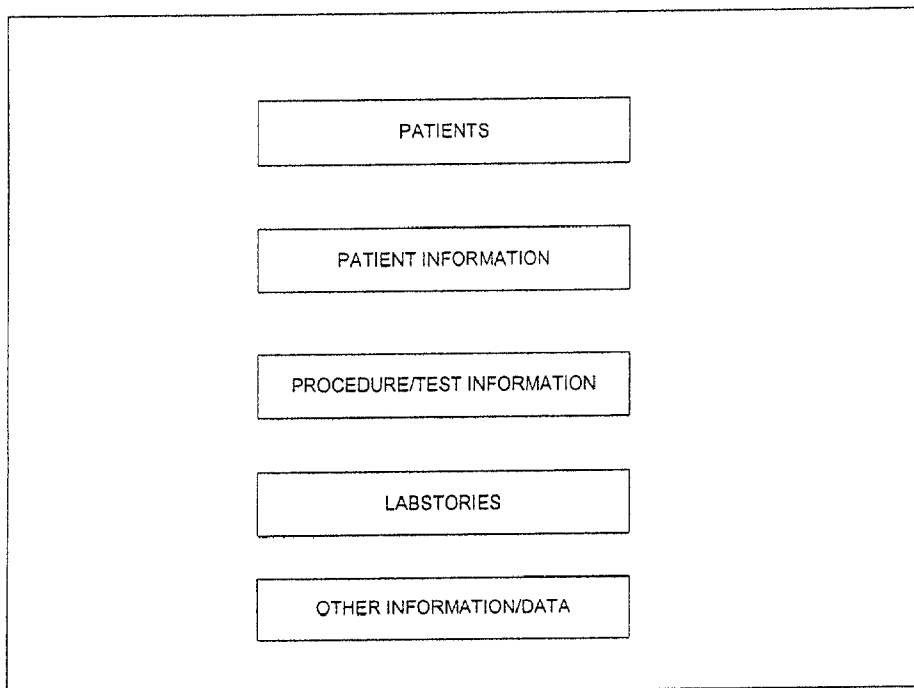 PATIENTS
PATIENT INFORMATION
PROCEDURE/TEST INFORMATION
LABSTORIES
OTHER INFORMATION/DATA